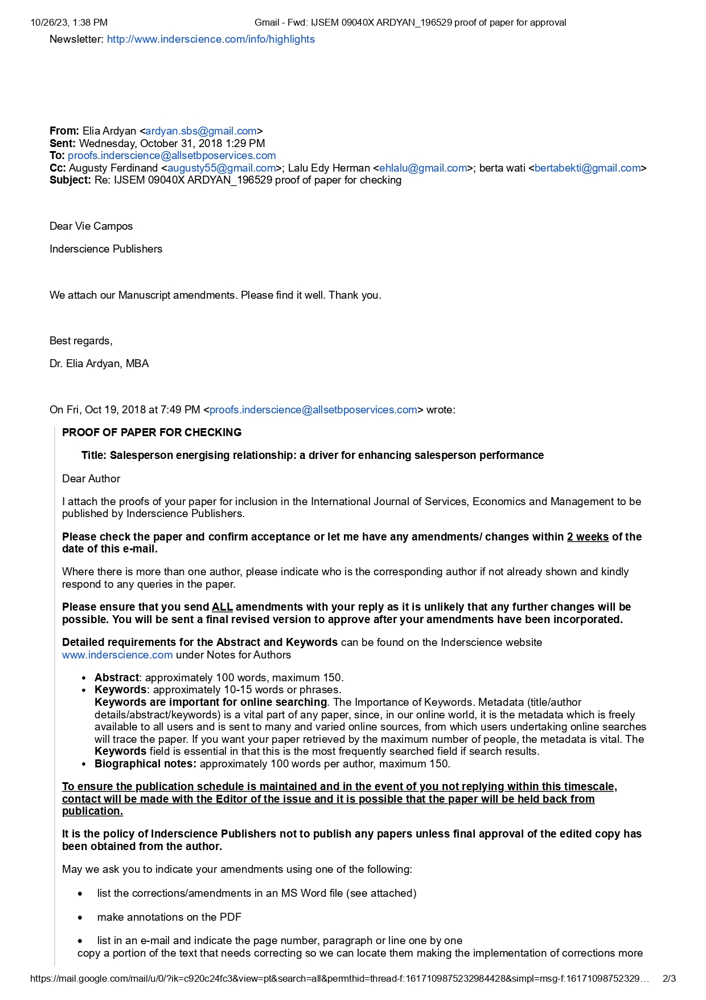 10/26/23, 1:38 PM
Gmail - Fwd: IJSEM 09040X ARDYAN_196529 proof of paper for approval
Newsletter: http://www.inderscience.com/info/highlights
From: Elia Ardyan <ardyan.sbs@gmail.com>
Sent: Wednesday, October 31, 2018 1:29 PM
To: proofs.inderscience@allsetbposervices.com
Cc: Augusty Ferdinand <augusty55@gmail.com>; Lalu Edy Herman <ehlalu@gmail.com>; berta wati <bertabekti@gmail.com>
Subject: Re: IJSEM 09040X ARDYAN_196529 proof of paper for checking
Dear Vie Campos
Inderscience Publishers
We attach our Manuscript amendments. Please find it well. Thank you.
Best regards,
Dr. Elia Ardyan, MBA
On Fri, Oct 19, 2018 at 7:49 PM <proofs.inderscience@allsetbposervices.com> wrote:
PROOF OF PAPER FOR CHECKING
Title: Salesperson energising relationship: a driver for enhancing salesperson performance
Dear Author
I attach the proofs of your paper for inclusion in the International Journal of Services, Economics and Management to be
published by Inderscience Publishers.
Please check the paper and confirm acceptance or let me have any amendments/ changes within 2 weeks of the
date of this e-mail.
Where there is more than one author, please indicate who is the corresponding author if not already shown and kindly
respond to any queries in the paper.
Please ensure that you send ALL amendments with your reply as it is unlikely that any further changes will be
possible. You will be sent a final revised version to approve after your amendments have been incorporated.
Detailed requirements for the Abstract and Keywords can be found on the Inderscience website
www.inderscience.com under Notes for Authors
• Abstract: approximately 100 words, maximum 150.
• Keywords: approximately 10-15 words or phrases.
Keywords are important for online searching. The Importance of Keywords. Metadata (title/author
details/abstract/keywords) is a vital part of any paper, since, in our online world, it is the metadata which is freely
available to all users and is sent to many and varied online sources, from which users undertaking online searches
will trace the paper. If you want your paper retrieved by the maximum number of people, the metadata is vital. The
Keywords field is essential in that this is the most frequently searched field if search results.
• Biographical notes: approximately 100 words per author, maximum 150.
To ensure the publication schedule is maintained and in the event of you not replying within this timescale,
contact will be made with the Editor of the issue and it is possible that the paper will be held back from
publication.
It is the policy of Inderscience Publishers not to publish any papers unless final approval of the edited copy has
been obtained from the author.
May we ask you to indicate your amendments using one of the following:
• list the corrections/amendments in an MS Word file (see attached)
• make annotations on the PDF
• list in an e-mail and indicate the page number, paragraph or line one by one
copy a portion of the text that needs correcting so we can locate them making the implementation of corrections more
https://mail.google.com/mail/u/0/?ik=c920c24fc3&view=pt&search=all&permthid=thread-f:1617109875232984428&simpl=msg-f:16171098752329…
2/3